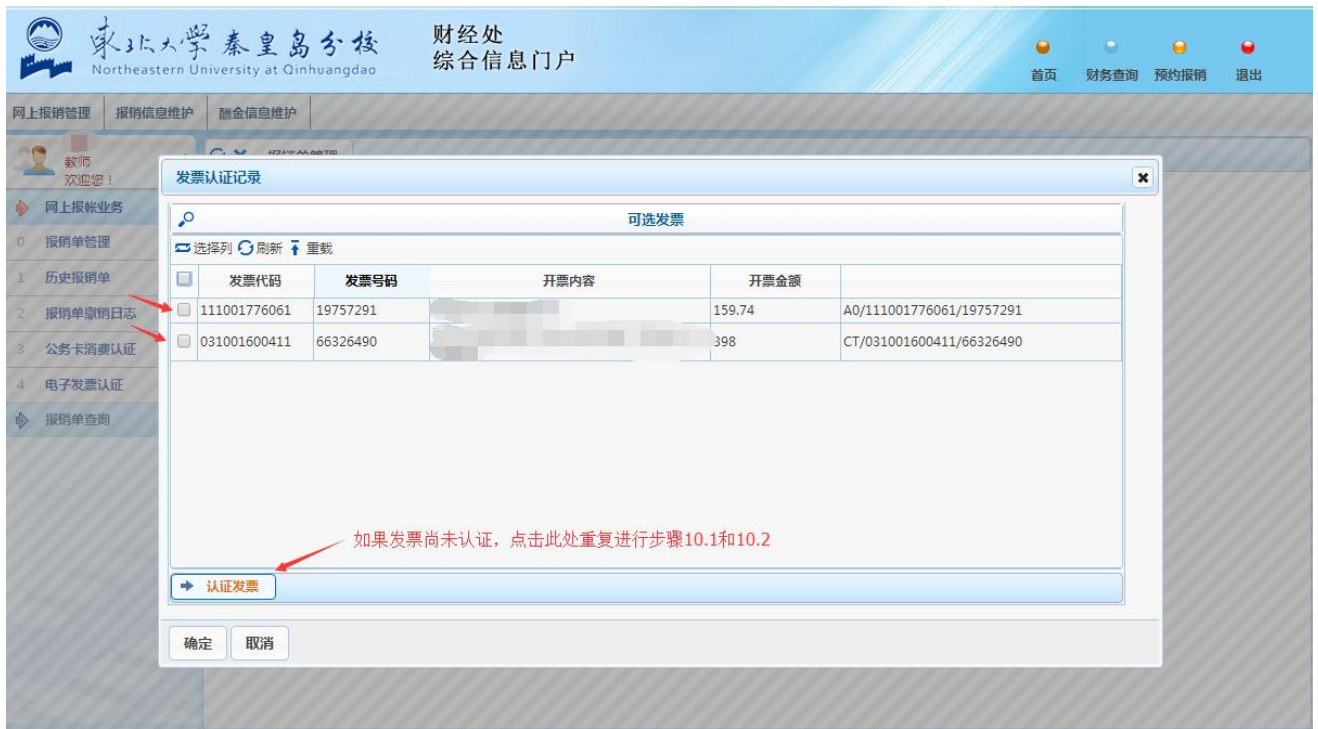 東北大学秦皇岛分校
Northeastern University at Qinhuangdao
财经处
综合信息门户
首页 财务查询 预约报销 退出
网上报销管理 报销信息维护 酬金信息维护
教师
欢迎您！
报销单管理
网上报帐业务
0 报销单管理
1 历史报销单
2 报销单撤销日志
3 公务卡消费认证
4 电子发票认证
报销单查询
发票认证记录
可选发票
选择列 刷新 重载
发票代码 发票号码 开票内容 开票金额
111001776061 19757291 159.74 A0/111001776061/19757291
031001600411 66326490 398 CT/031001600411/66326490
如果发票尚未认证，点击此处重复进行步骤10.1和10.2
认证发票
确定 取消